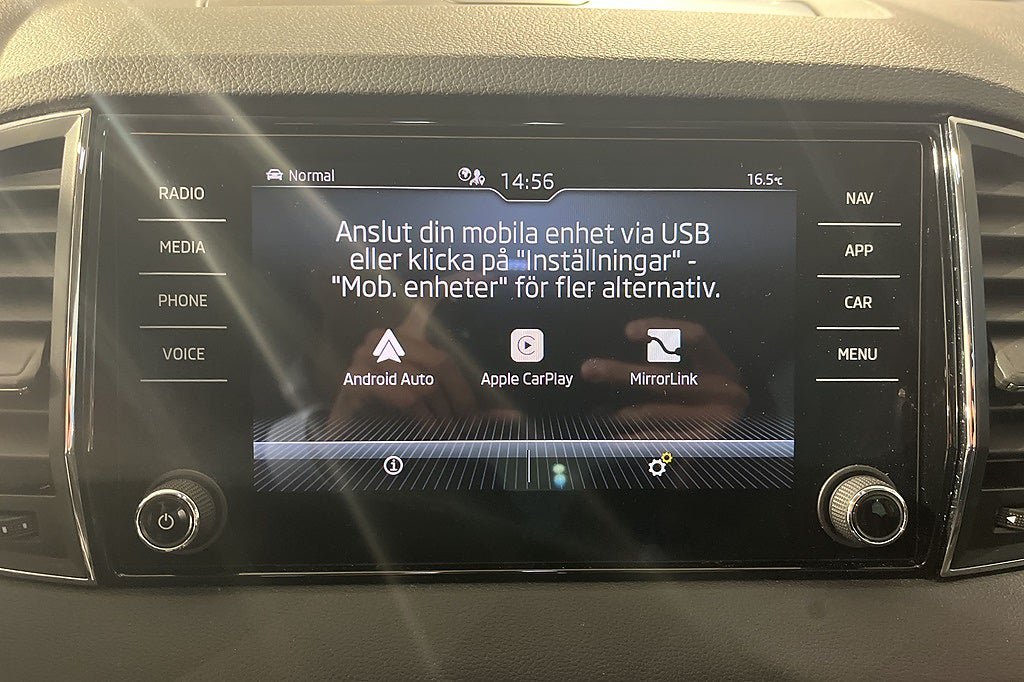 Normal
14:56
16.5°C
RADIO
MEDIA
PHONE
VOICE
Anslut din mobila enhet via USB
eller klicka på "Inställningar" -
"Mob. enheter" för fler alternativ.
Android Auto
Apple CarPlay
MirrorLink
NAV
APP
CAR
MENU